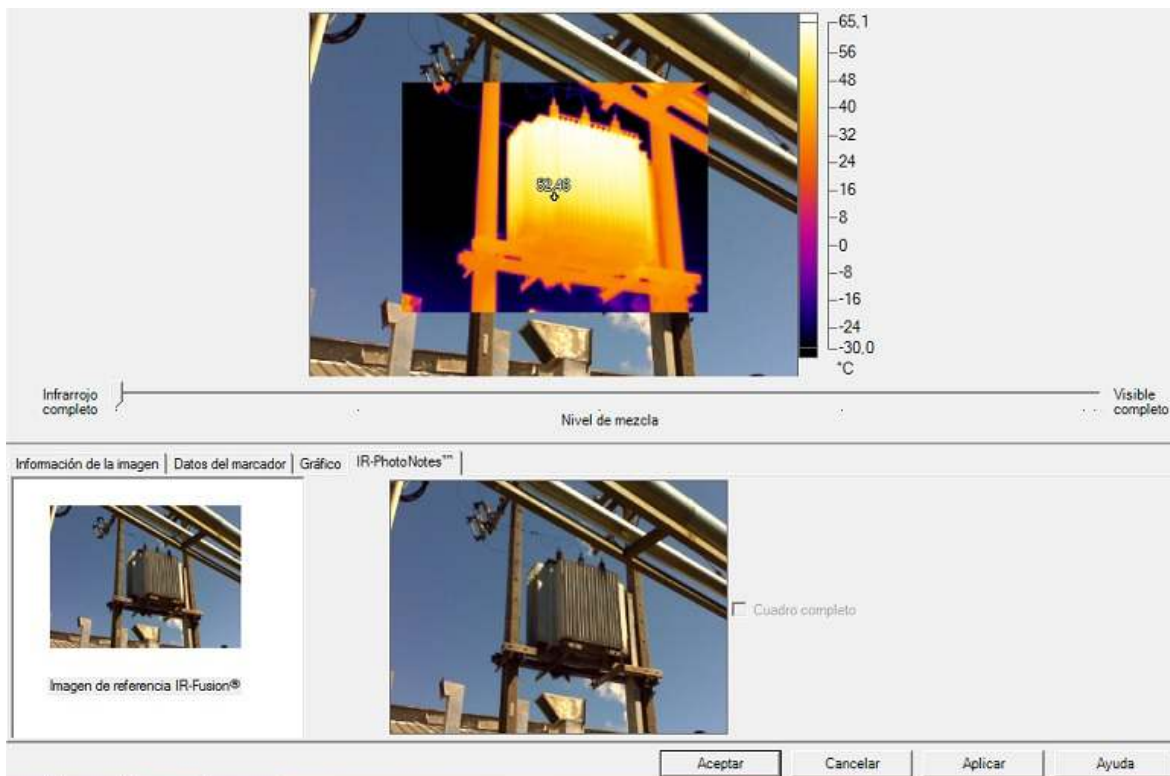 65,1
56
48
40
32
24
16
8
-0
-8
-16
-24
-30,0
°C
52,46
Infrarrojo completo
Visible completo
Nivel de mezcla
Información de la imagen
Datos del marcador
Gráfico
IR-PhotoNotes™
Imagen de referencia IR-Fusion®
Cuadro completo
Aceptar
Cancelar
Aplicar
Ayuda